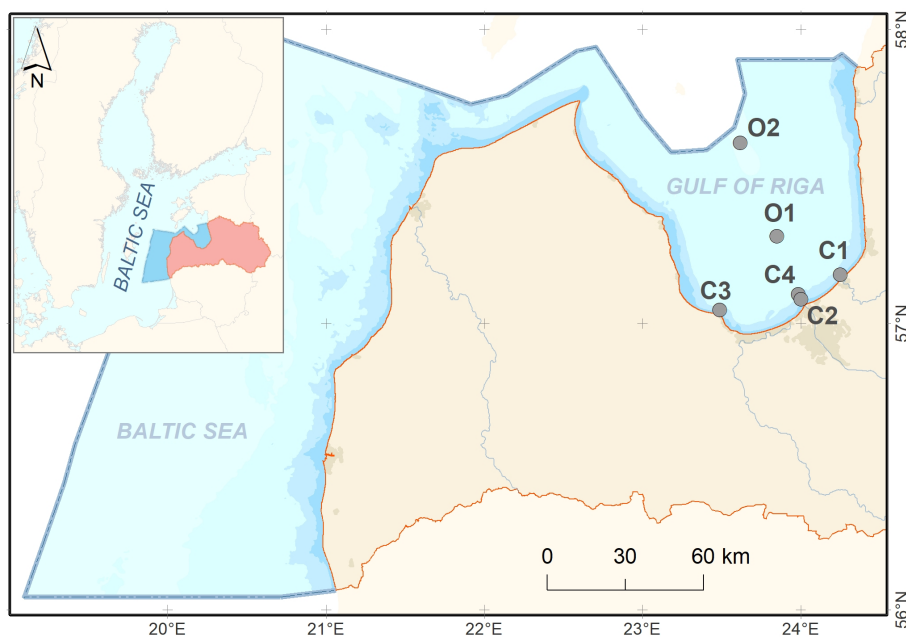 N
BALTIC SEA
O2
GULF OF RIGA
O1
C1
C4
C3
C2
BALTIC SEA
0 30 60 km
58°N
57°N
56°N
20°E 21°E 22°E 23°E 24°E